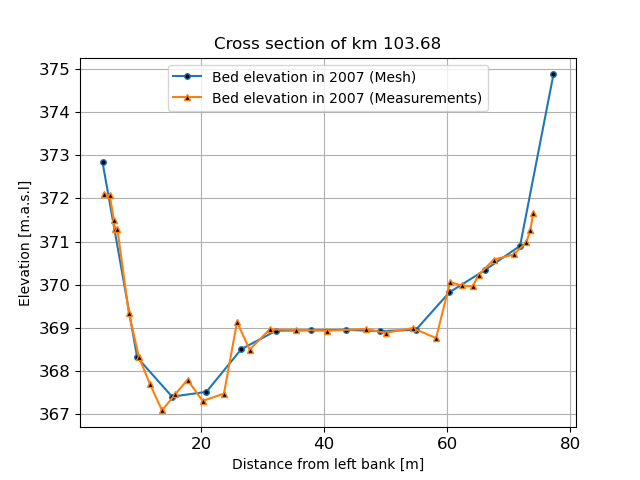 Cross section of km 103.68
Bed elevation in 2007 (Mesh)
Bed elevation in 2007 (Measurements)
375
374
373
372
371
370
369
368
367
Elevation [m.a.s.l]
20
40
60
80
Distance from left bank [m]